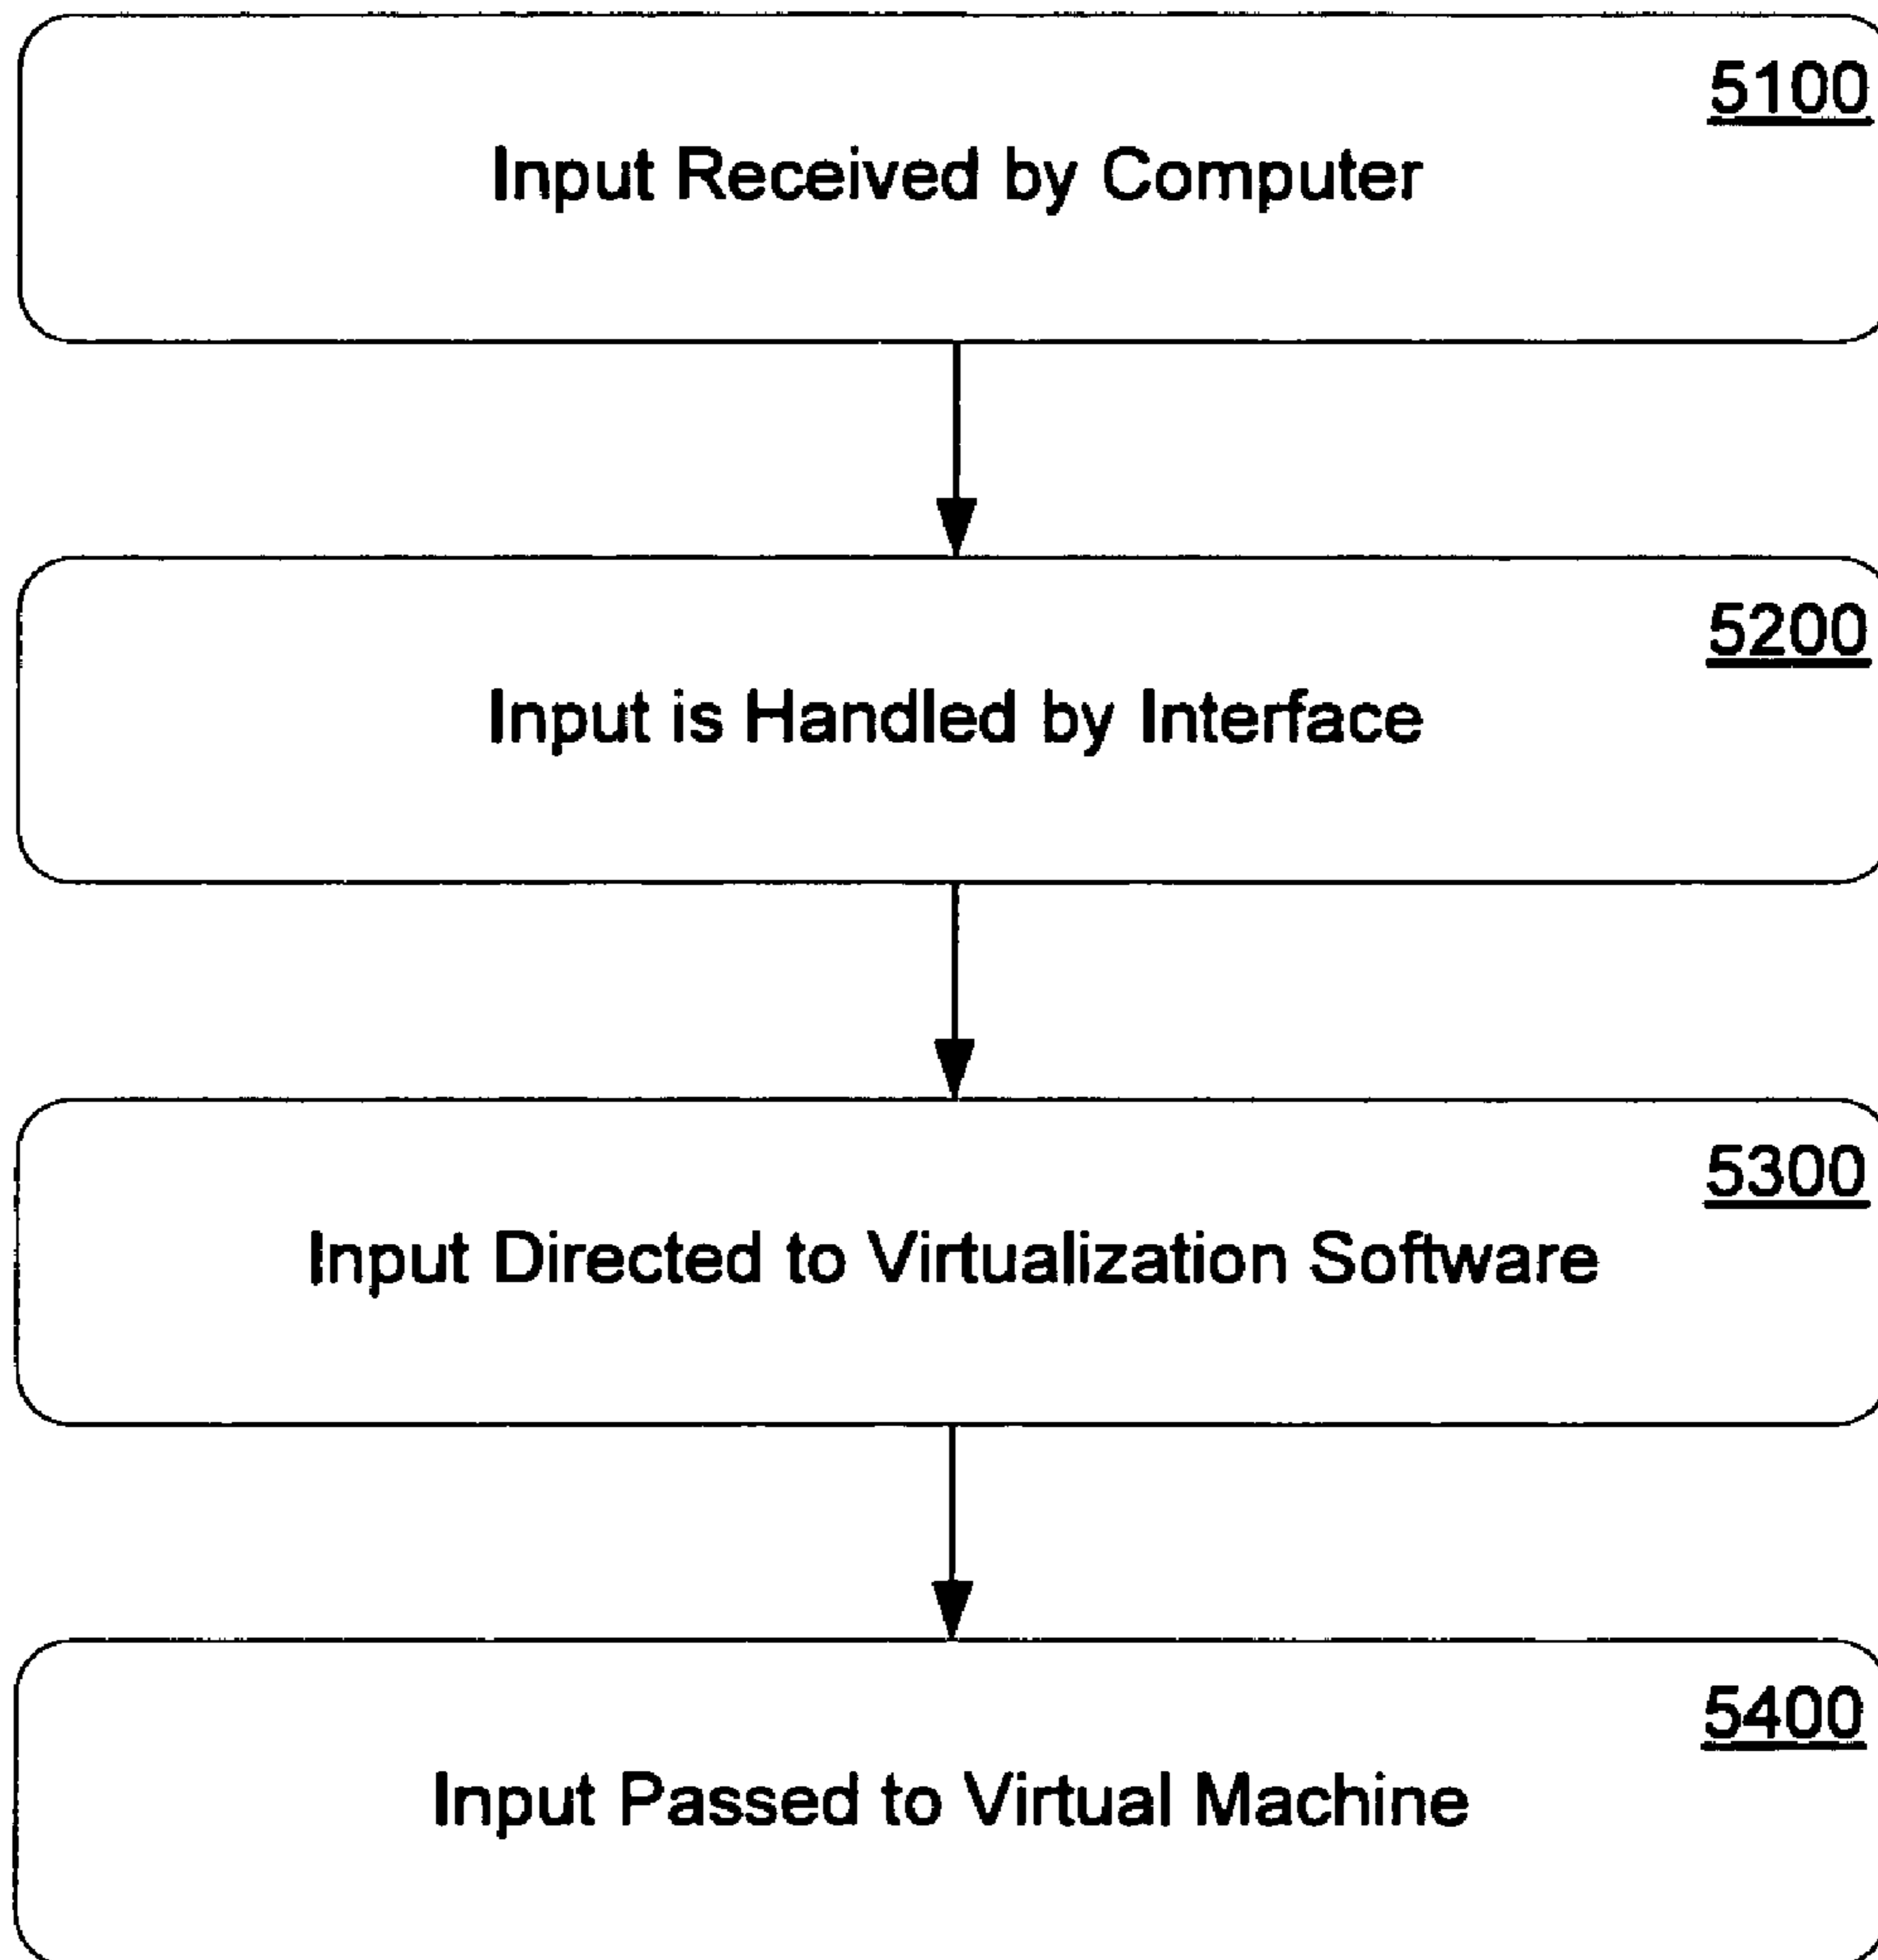 5100
Input Received by Computer
5200
Input is Handled by Interface
5300
Input Directed to Virtualization Software
5400
Input Passed to Virtual Machine